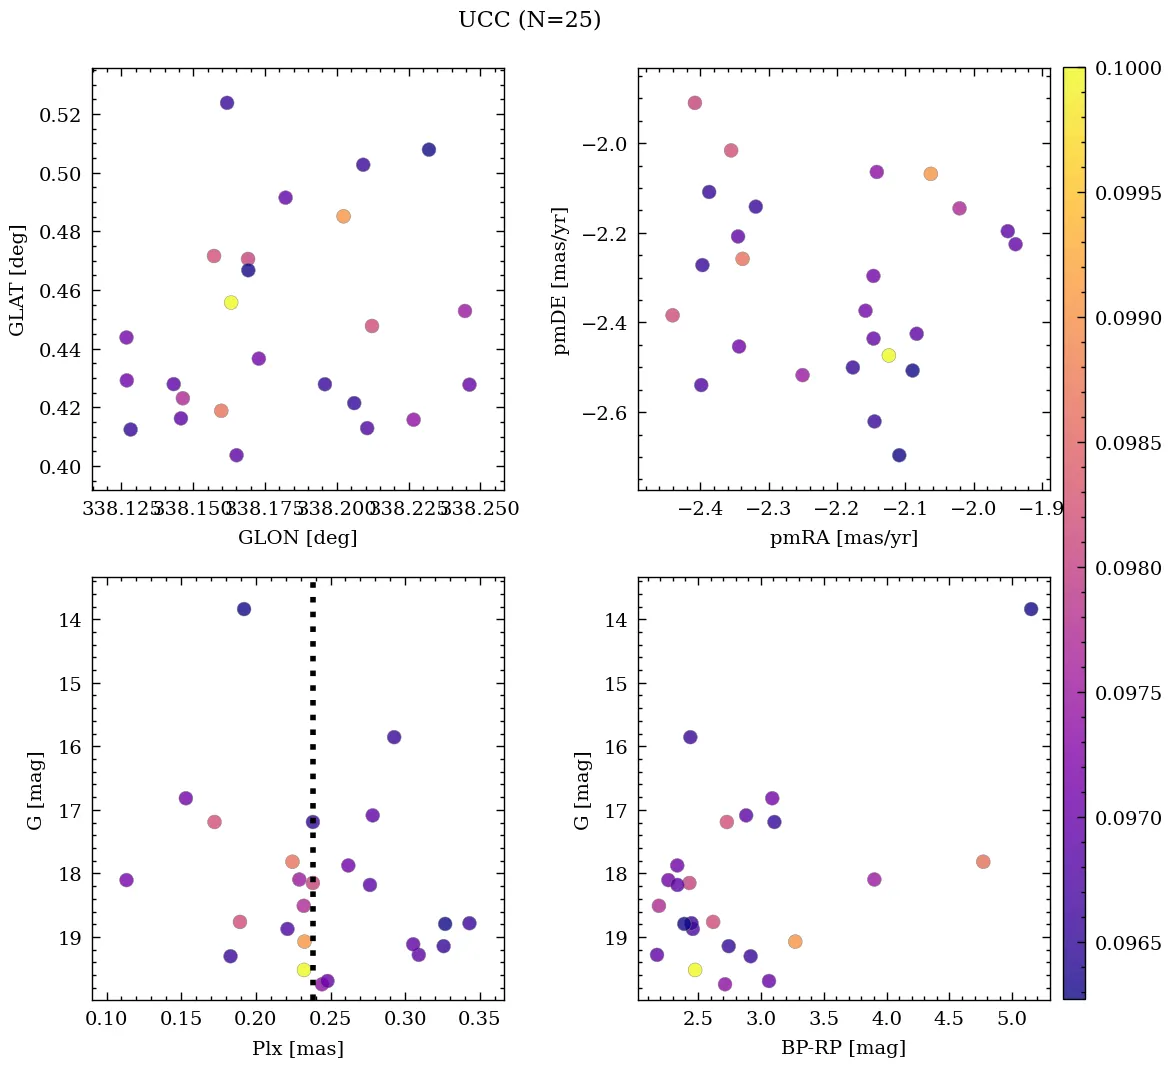 UCC (N=25)
0.52
0.50
0.48
0.46
0.44
0.42
0.40
GLAT [deg]
338.125 338.150 338.175 338.200 338.225 338.250
GLON [deg]
−2.0
−2.2
−2.4
−2.6
pmDE [mas/yr]
−2.4 −2.3 −2.2 −2.1 −2.0 −1.9
pmRA [mas/yr]
14
15
16
17
18
19
G [mag]
0.10 0.15 0.20 0.25 0.30 0.35
Plx [mas]
14
15
16
17
18
19
G [mag]
2.5 3.0 3.5 4.0 4.5 5.0
BP-RP [mag]
0.1000
0.0995
0.0990
0.0985
0.0980
0.0975
0.0970
0.0965